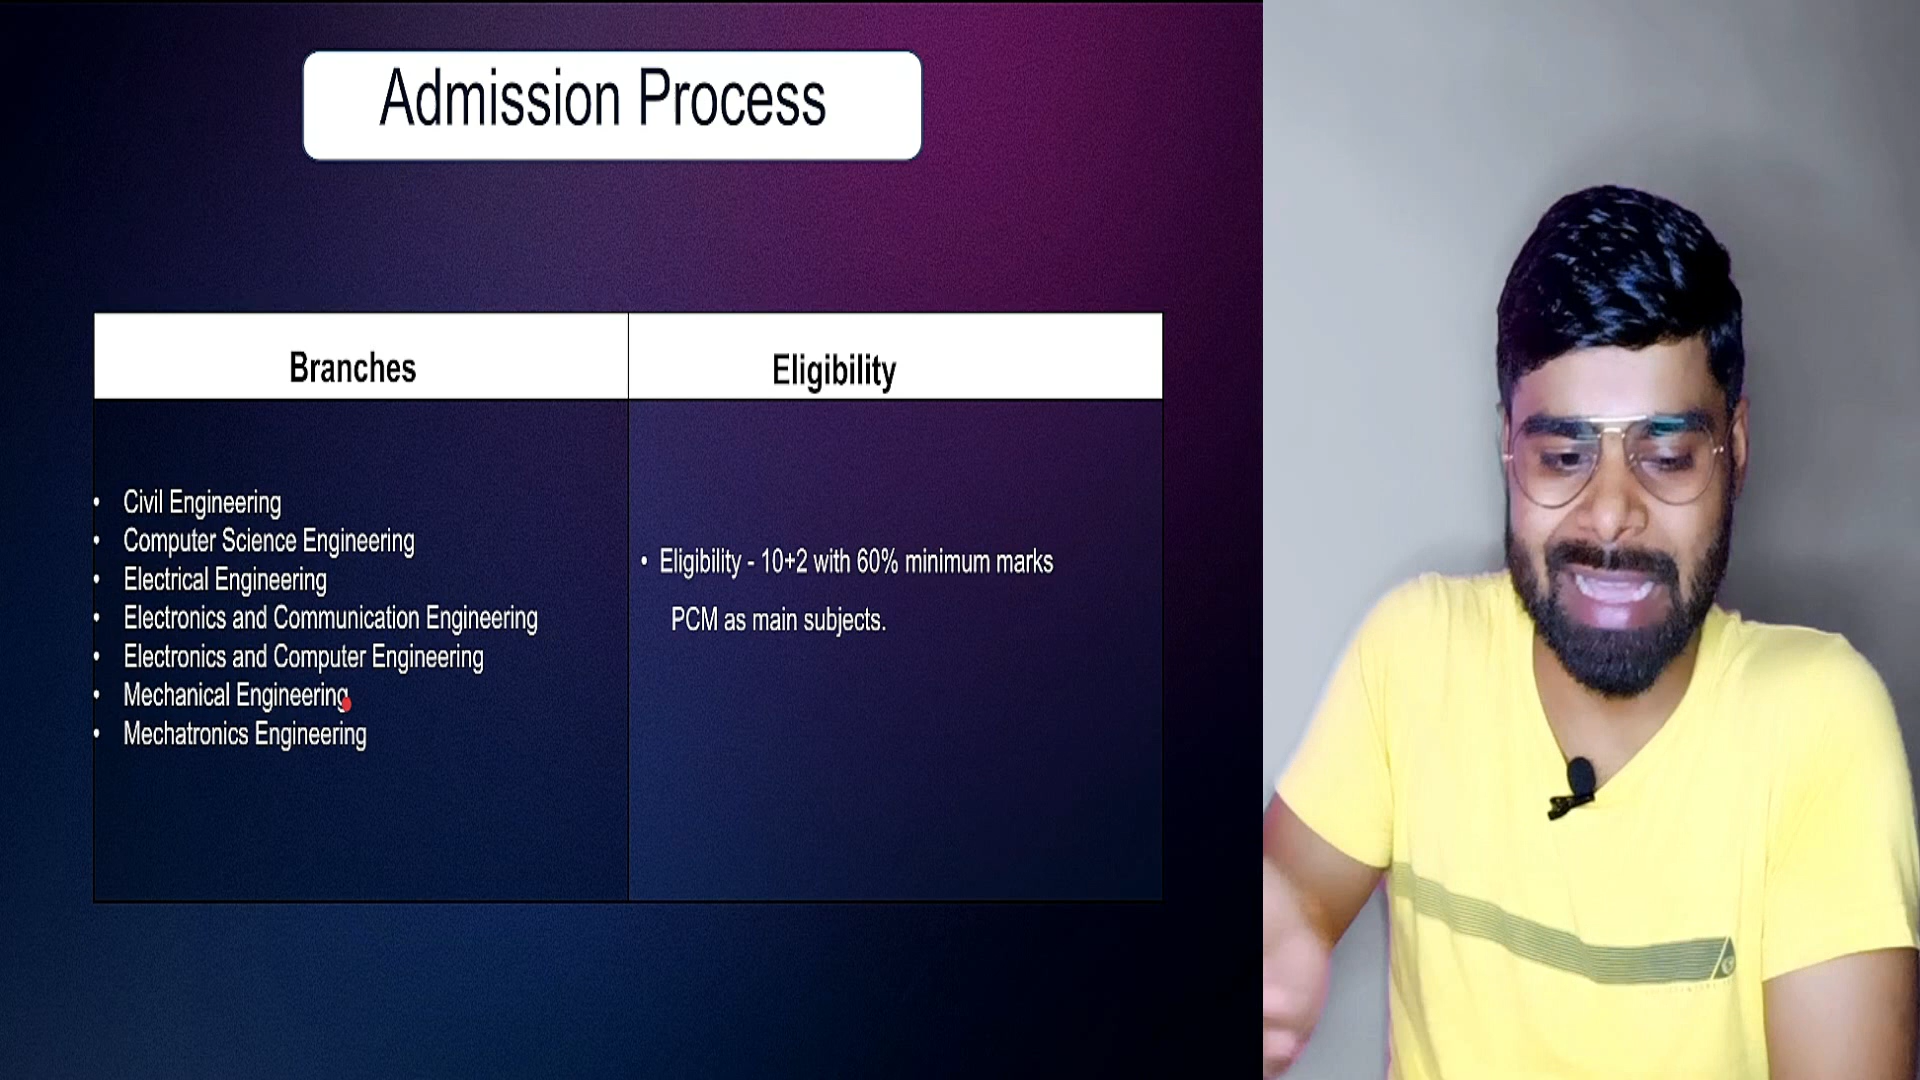 Admission Process
Branches
Eligibility
• Civil Engineering
• Computer Science Engineering
• Electrical Engineering
• Electronics and Communication Engineering
• Electronics and Computer Engineering
• Mechanical Engineering
• Mechatronics Engineering
• Eligibility - 10+2 with 60% minimum marks
PCM as main subjects.